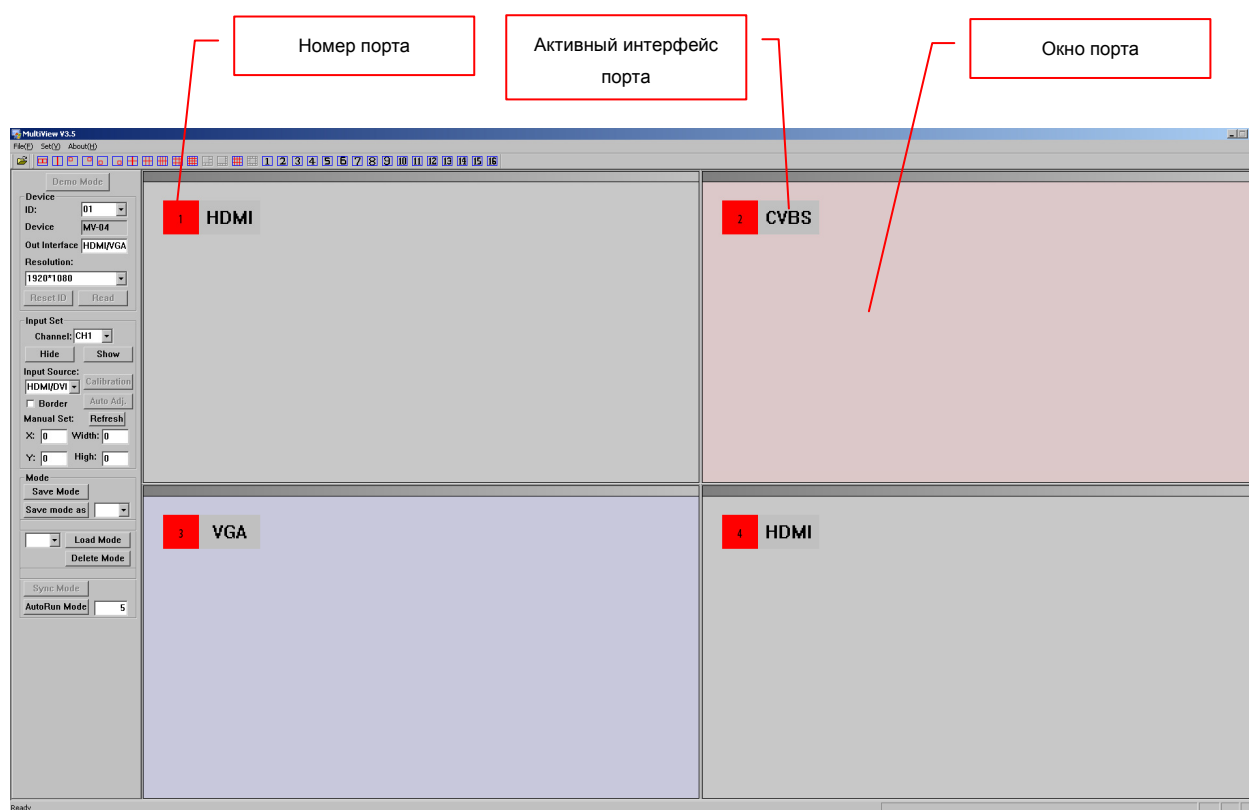 Номер порта
Активный интерфейс
порта
Окно порта
MultiView V3.5
File(F) Set(V) About(H)
1 2 3 4 5 6 7 8 9 10 11 12 13 14 15 16
Demo Mode
Device
ID: 01
Device MV-04
Out Interface HDMI/VGA
Resolution:
1920*1080
Reset ID Read
Input Set
Channel: CH1
Hide Show
Input Source:
HDMI/DVI Calibration
Border Auto Adj.
Manual Set: Refresh
X: 0 Width: 0
Y: 0 High: 0
Mode
Save Mode
Save mode as
Load Mode
Delete Mode
Sync Mode
AutoRun Mode 5
1 HDMI
2 CVBS
3 VGA
4 HDMI
Ready